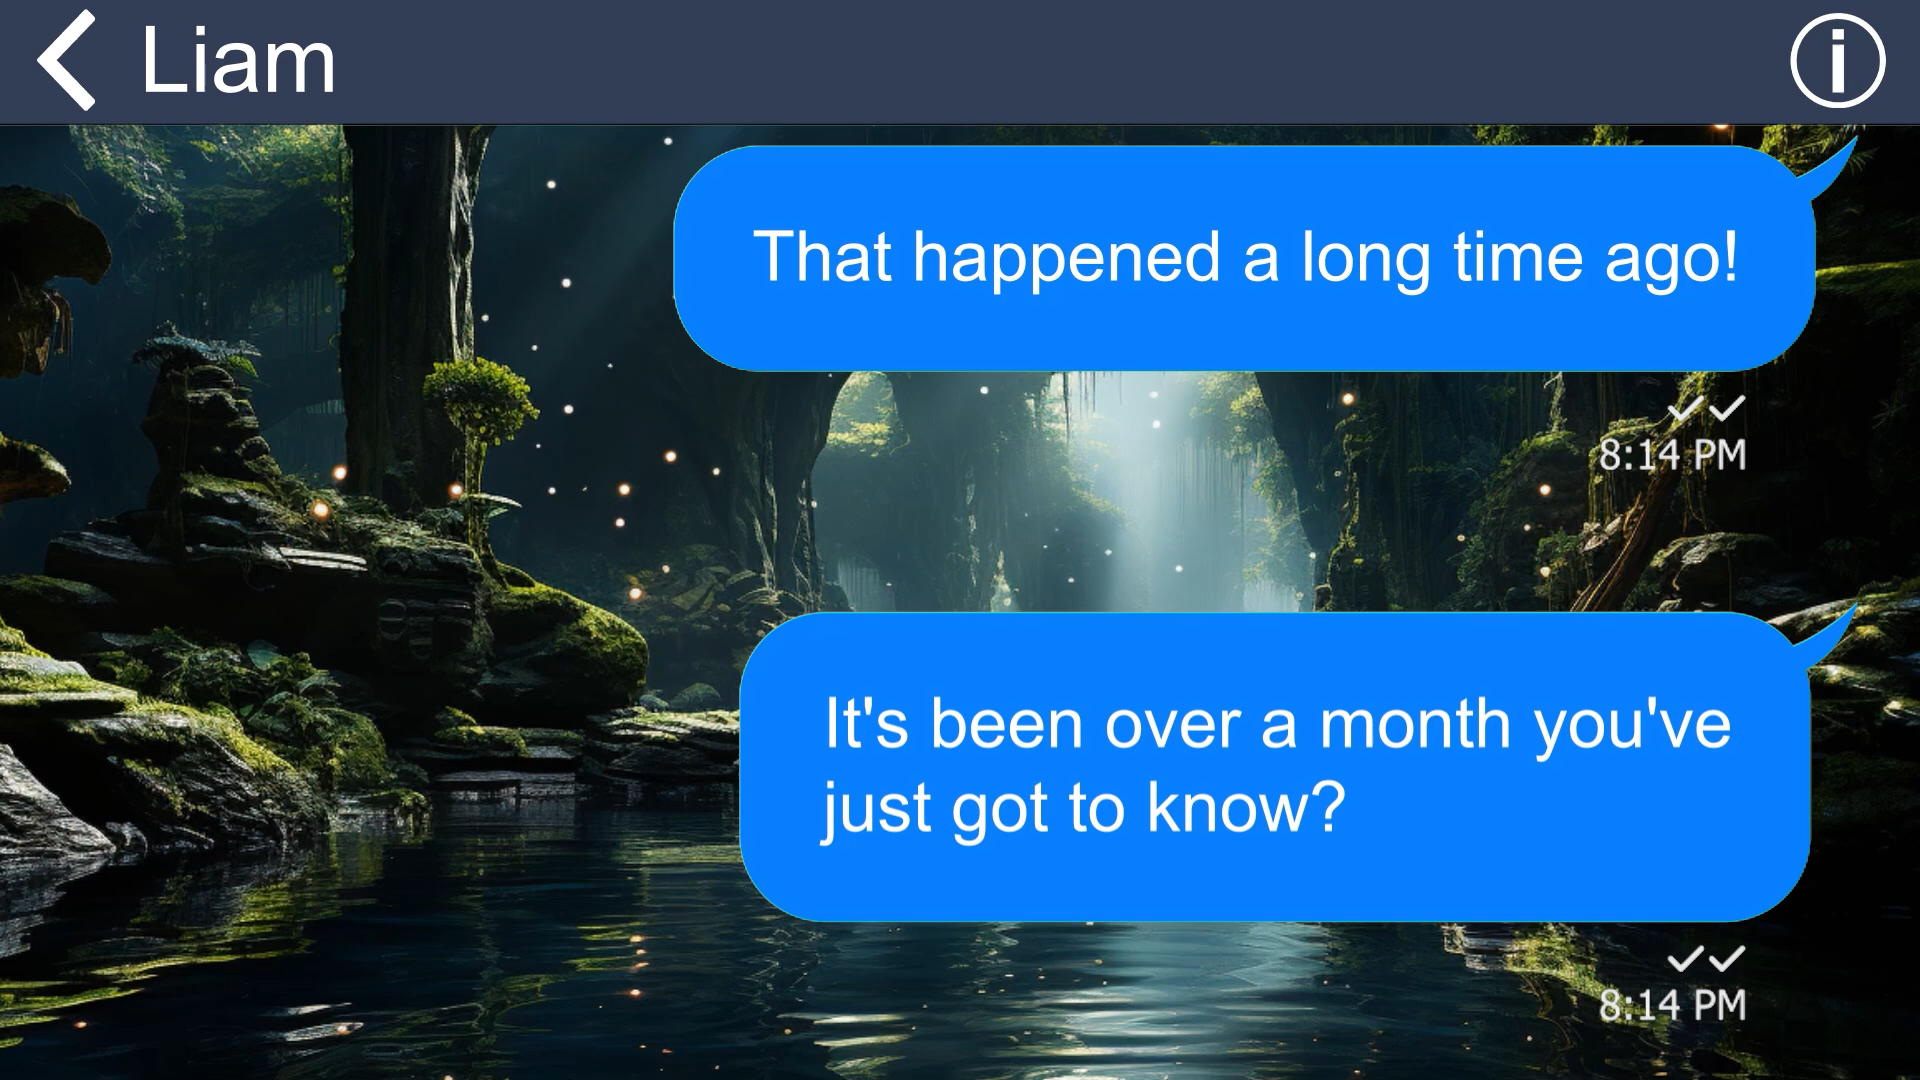 Liam
That happened a long time ago!
8:14 PM
It's been over a month you've
just got to know?
8:14 PM